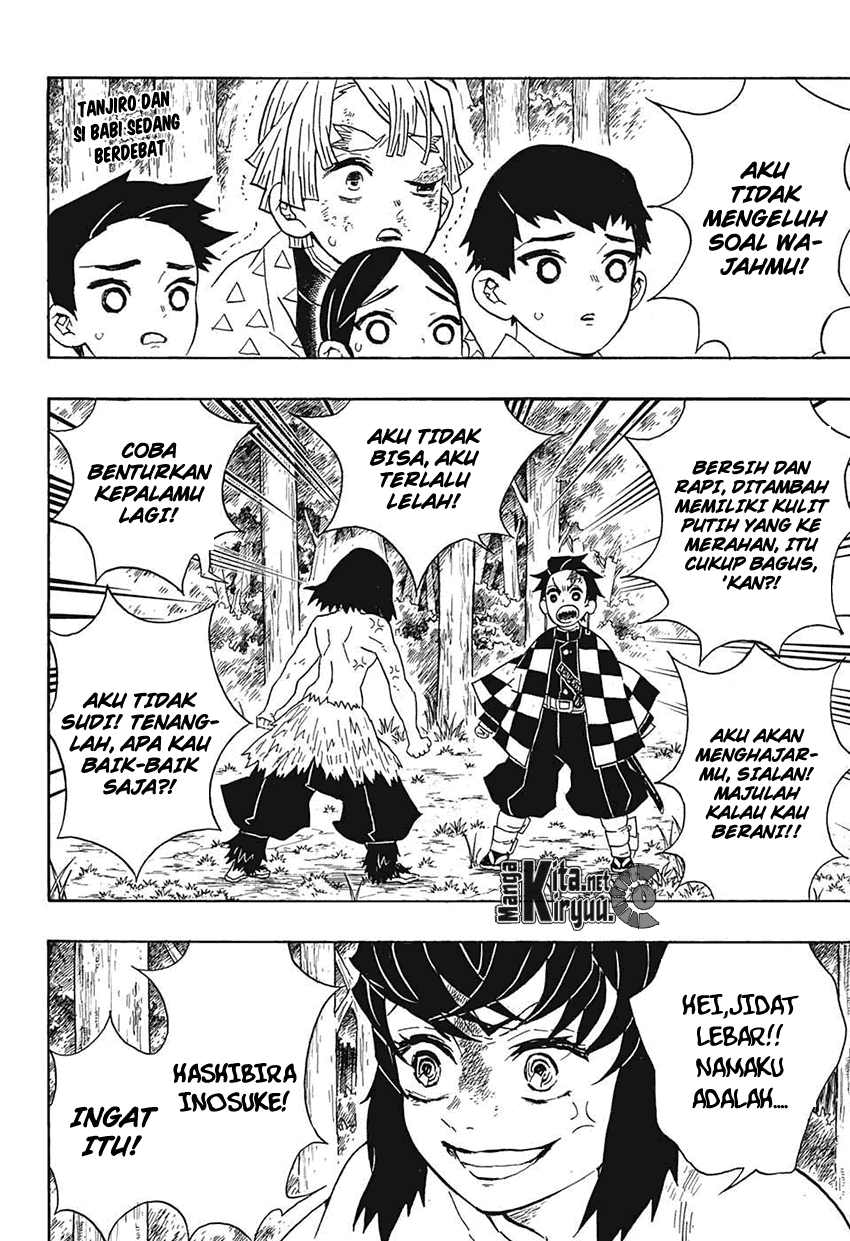 AKU
TIDAK
MENGELUH
SOAL WA-
JAHMU!
TANJIRO DAN
SI BABI SEDANG
BERDEBAT
BERSIH DAN
RAPI, DITAMBAH
MEMILIKI KULIT
PUTIH YANG KE
MERAHAN, ITU
CUKUP BAGUS,
'KAN?!
AKU AKAN
MENGHAJAR-
MU, SIALAN!
MAJULAH
KALAU KAU
BERANI!!
AKU TIDAK
BISA, AKU
TERLALU
LELAH!
COBA
BENTURKAN
KEPALAMU
LAGI!
AKU TIDAK
SUDI! TENANG-
LAH, APA KAU
BAIK-BAIK
SAJA?!
Manga
Kita.net
Kiryuu.CO
HEI,JIDAT
LEBAR!!
NAMAKU
ADALAH....
HASHIBIRA
INOSUKE!
INGAT
ITU!